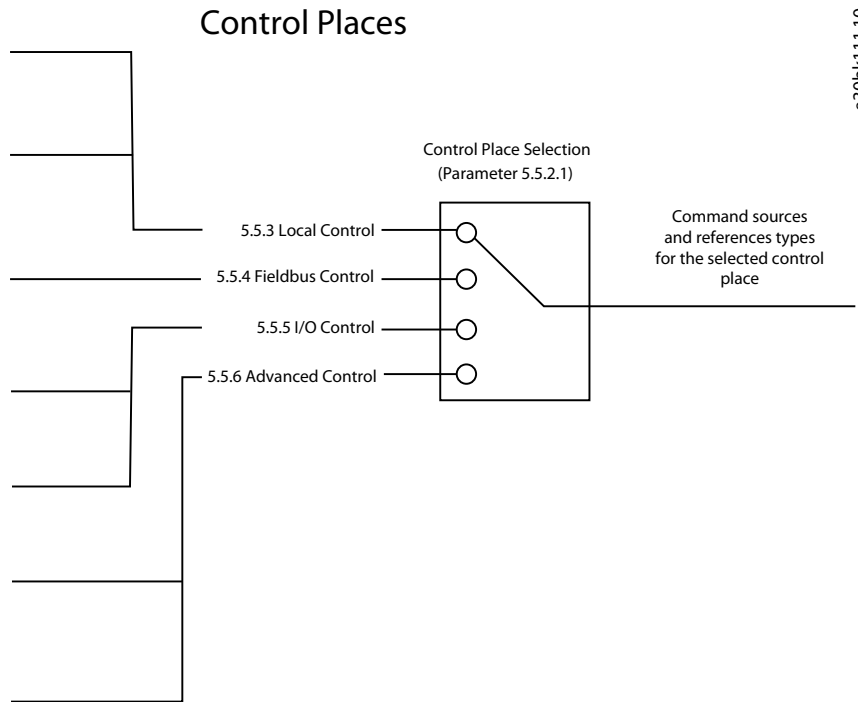 Control Places
Control Place Selection
(Parameter 5.5.2.1)
5.5.3 Local Control
5.5.4 Fieldbus Control
5.5.5 I/O Control
5.5.6 Advanced Control
Command sources
and references types
for the selected control
place